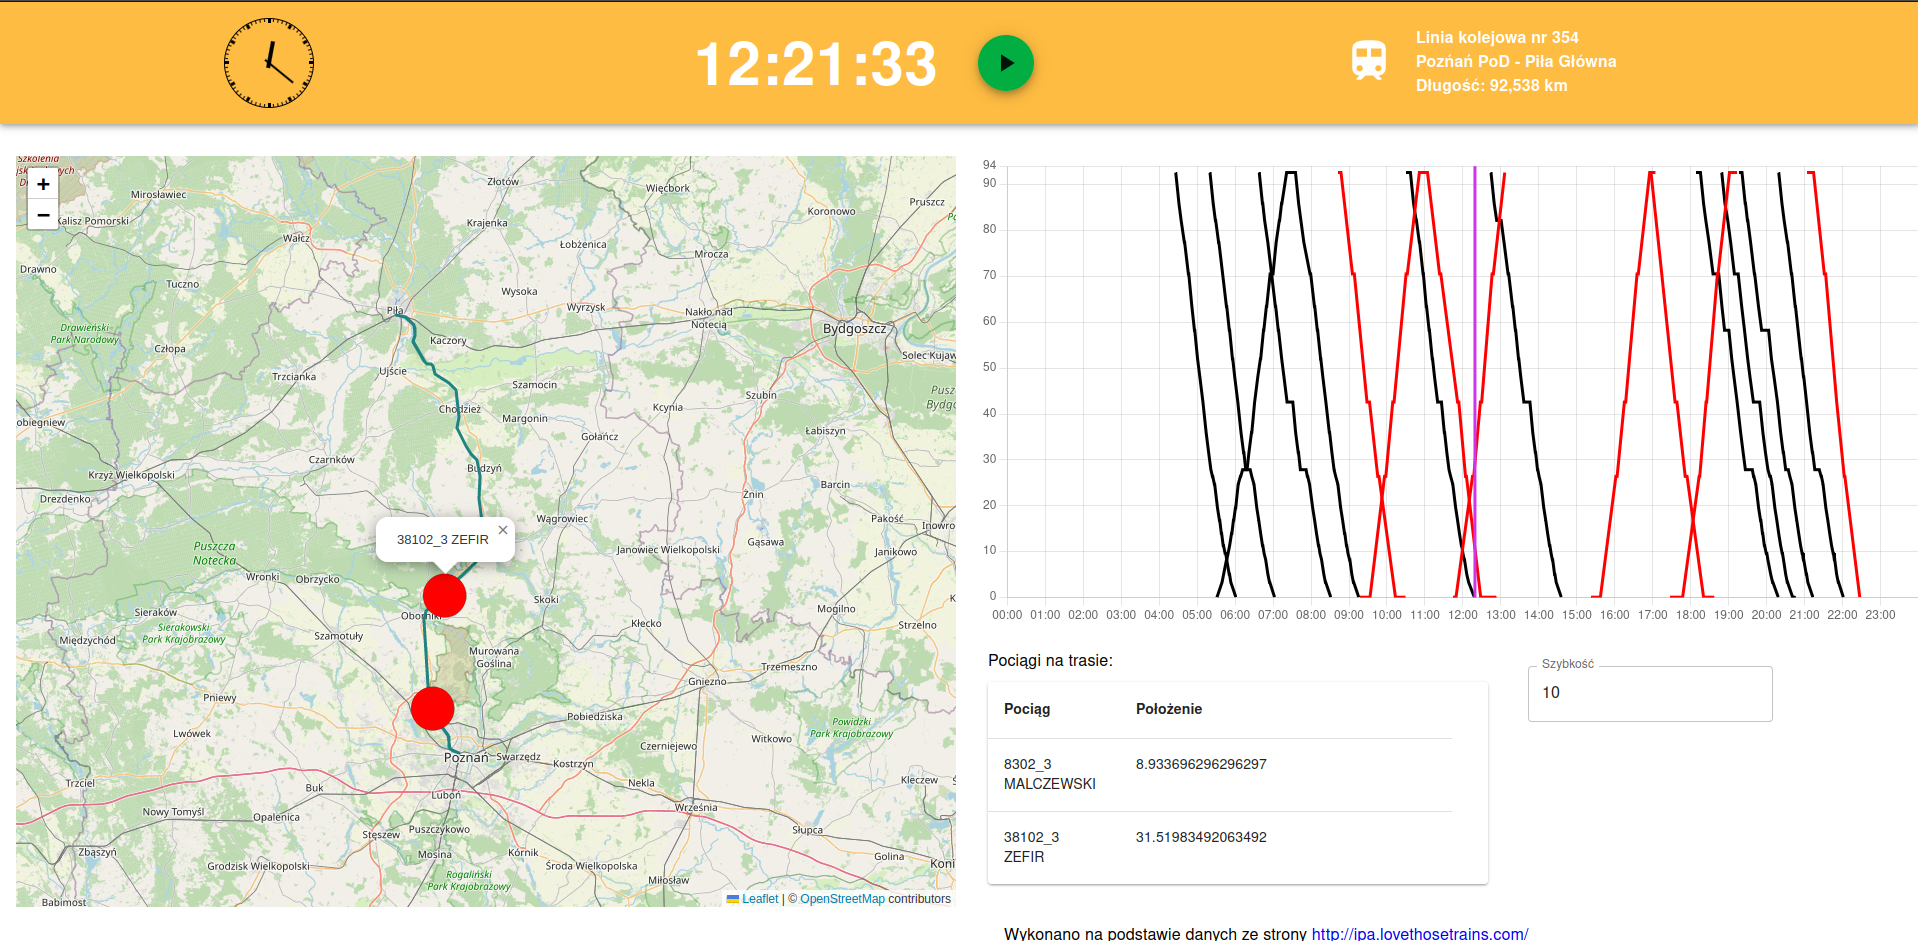 12:21:33
Linia kolejowa nr 354
Poznań PoD - Piła Główna
Długość: 92,538 km
Szkolenia
+
−
Mirosławiec
Kalisz Pomorski
Złotów
Więcbork
Pruszcz
Koronowo
Krajenka
Wałcz
Łobżenica
Mrocza
Drawno
Tuczno
Wysoka
Wyrzysk
Piła
Nakło nad
Notecią
Bydgoszcz
Drawieński
Park Narodowy
Człopa
Kaczory
Solec Kujaw
Ujście
Trzcianka
Szamocin
Szubin
Pusz
Bydgo
Chodzież
Margonin
Kcynia
obiegniew
Łabiszyn
Gołańcz
Czarnków
Budzyń
Krzyż Wielkopolski
Barcin
Drezdenko
Żnin
Wągrowiec
Pakość
Inowro
38102_3 ZEFIR
×
Puszcza
Notecka
Gąsawa
Janowiec Wielkopolski
Janikowo
Wronki
Obrzycko
Skoki
Mogilno
Sieraków
Oborniki
Kłecko
Strzelno
Sierakowski
Park Krajobrazowy
Międzychód
Szamotuły
Murowana
Goślina
Trzemeszno
Gniezno
Pniewy
Pobiedziska
Powidzki
Park Krajobrazowy
Lwówek
Witkowo
Czerniejewo
Poznań
Swarzędz
Kostrzyn
Trzciel
Buk
Nekla
Kleczew
Luboń
Września
Nowy Tomyśl
Opalenica
Stęszew
Puszczykowo
Słupca
Zbąszyń
Mosina
Kórnik
Golina
Grodzisk Wielkopolski
Środa Wielkopolska
Koni
Rogaliński
Park Krajobrazowy
Miłosław
Babimost
Leaflet | © OpenStreetMap contributors
94
90
80
70
60
50
40
30
20
10
0
00:00 01:00 02:00 03:00 04:00 05:00 06:00 07:00 08:00 09:00 10:00 11:00 12:00 13:00 14:00 15:00 16:00 17:00 18:00 19:00 20:00 21:00 22:00 23:00
Pociągi na trasie:
Szybkość
10
Pociąg Położenie
8302_3
MALCZEWSKI 8.933696296296297
38102_3
ZEFIR 31.51983492063492
Wykonano na podstawie danych ze strony http://ipa.lovethosetrains.com/